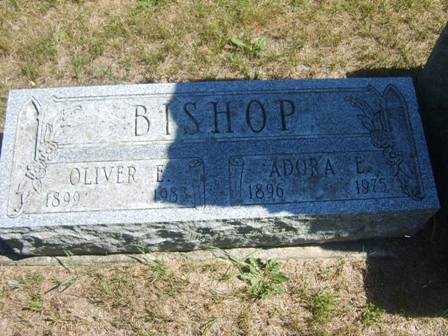 BISHOP
OLIVER E. ADORA E.
1899 1983 1896 1975